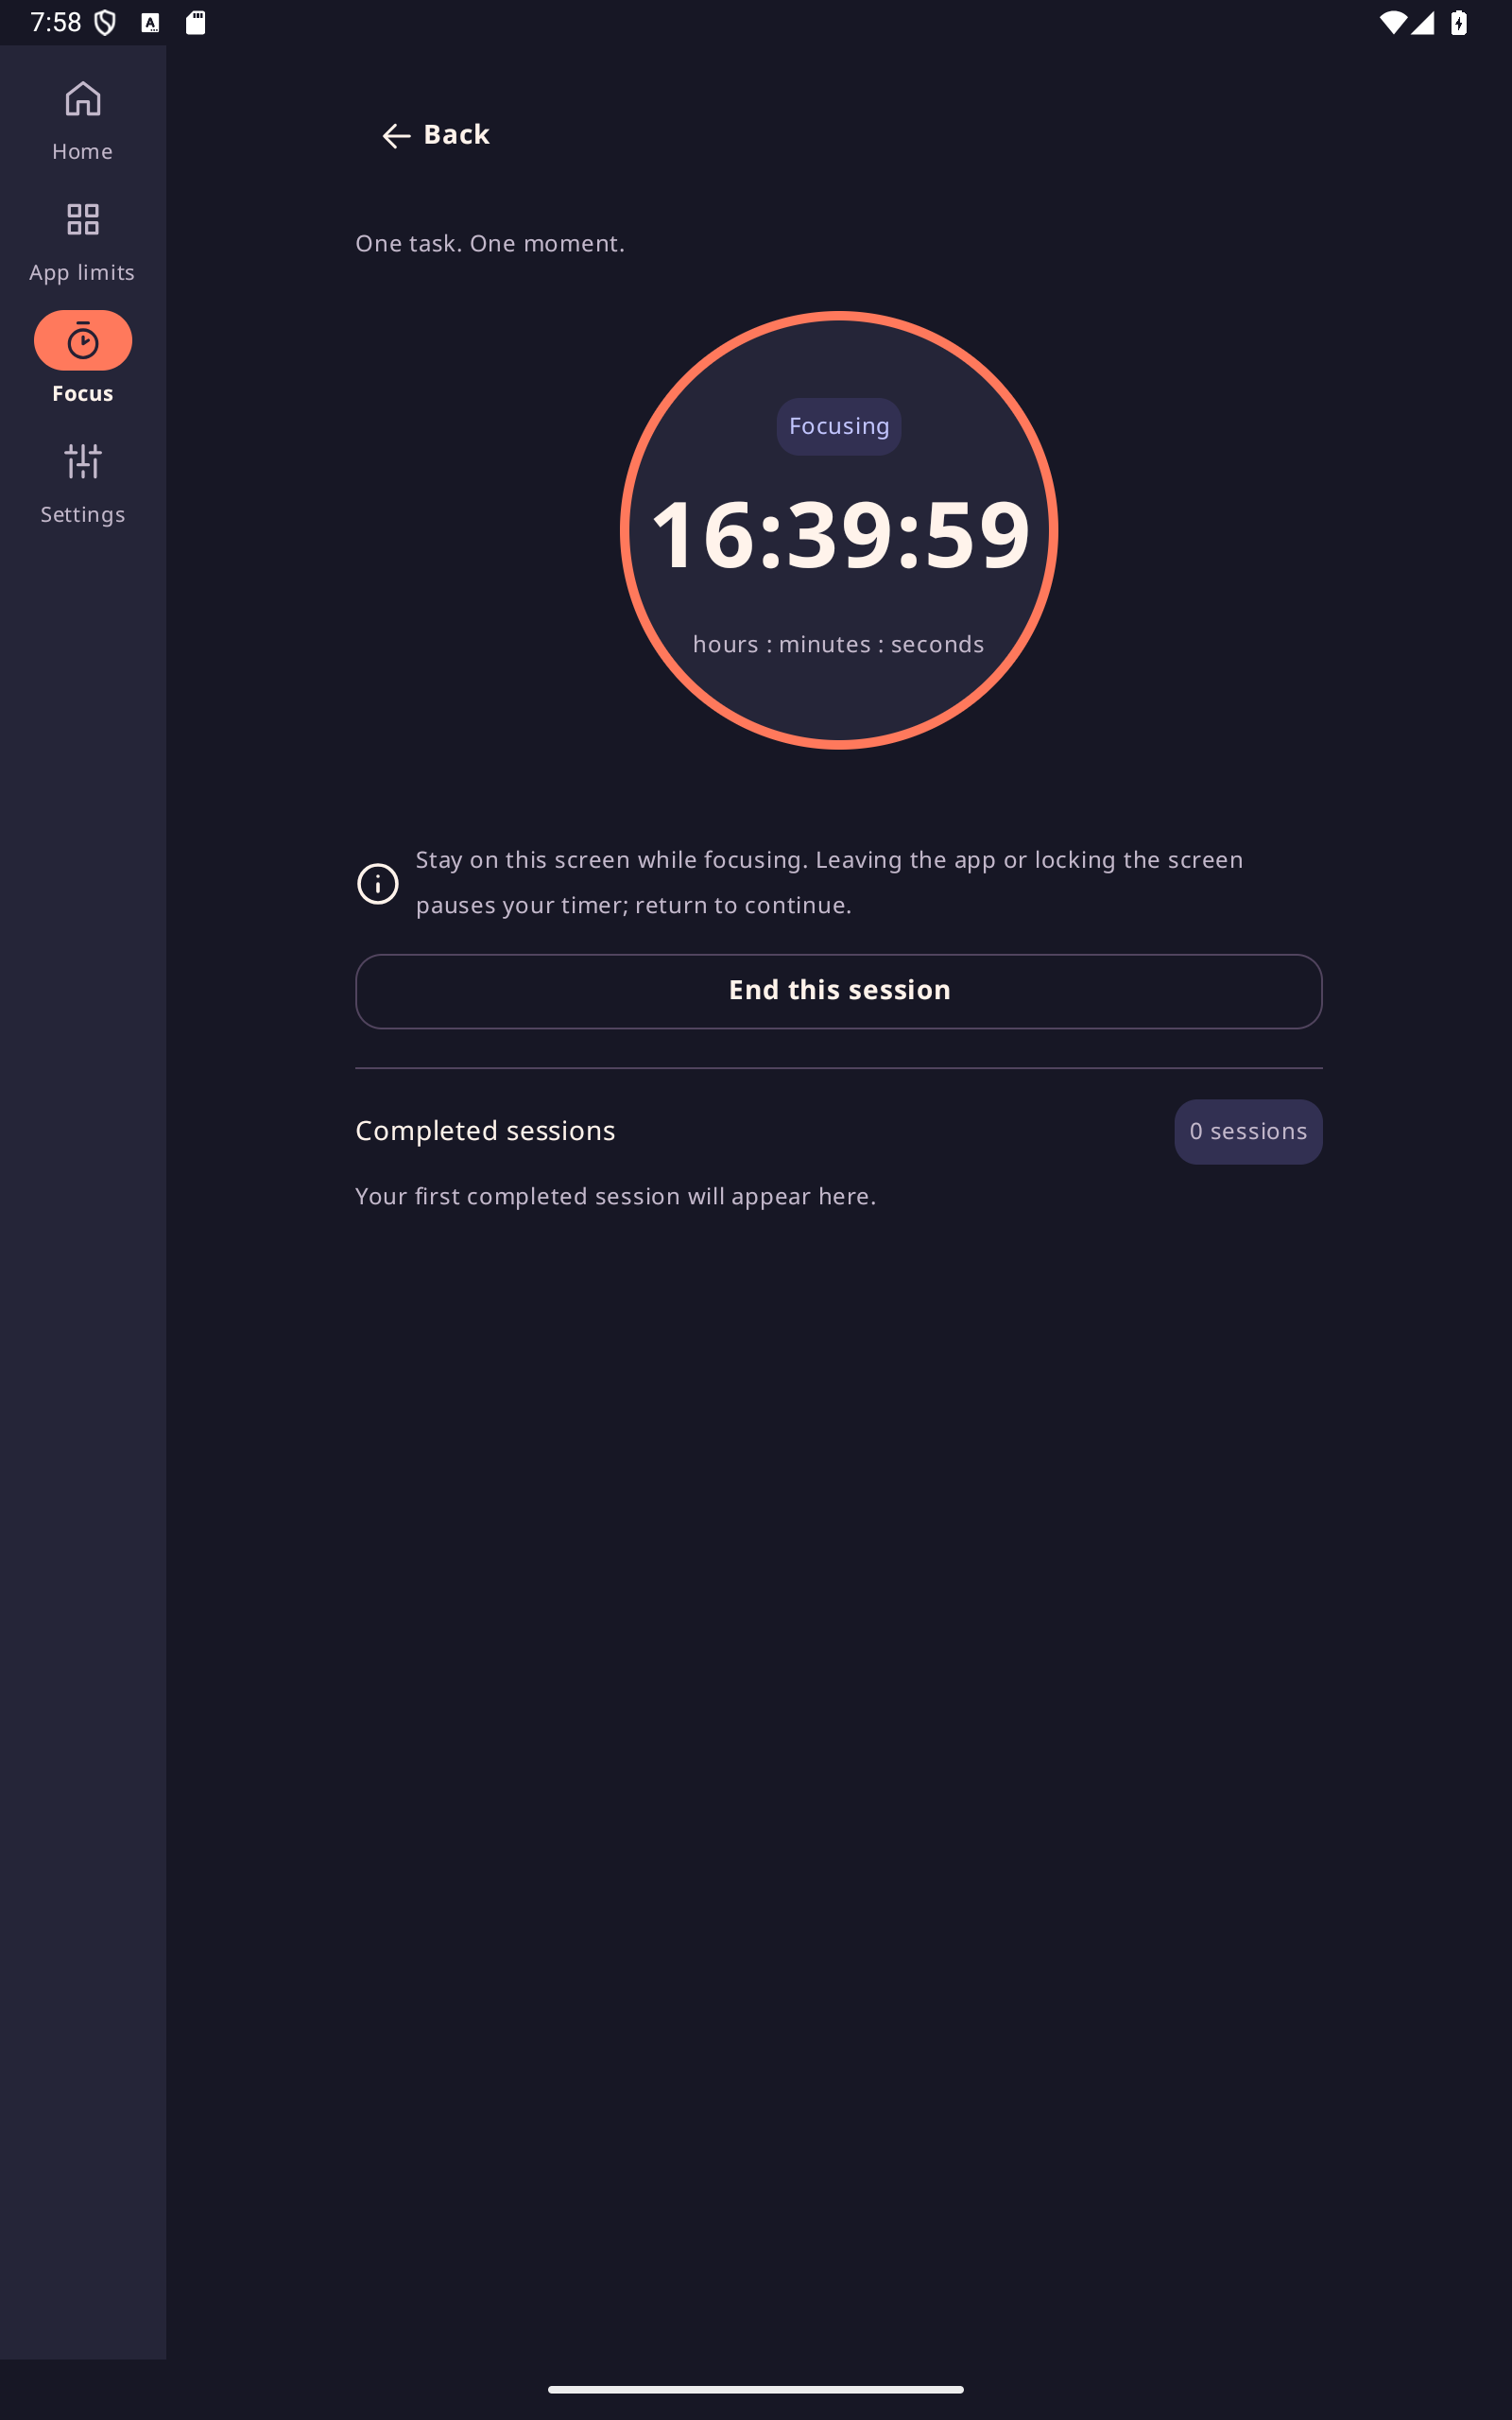 7:58
Home
App limits
Focus
Settings
Back
One task. One moment.
Focusing
16:39:59
hours : minutes : seconds
Stay on this screen while focusing. Leaving the app or locking the screen
pauses your timer; return to continue.
End this session
Completed sessions
0 sessions
Your first completed session will appear here.